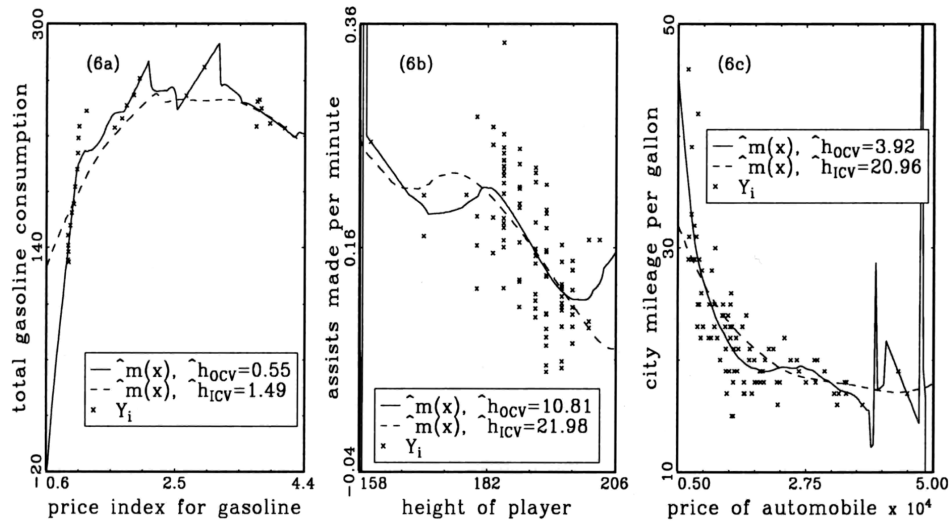 (6a)
total gasoline consumption
300
140
-20
^m(x), ^hOCV=0.55
^m(x), ^hICV=1.49
Yi
0.6
2.5
4.4
price index for gasoline
(6b)
assists made per minute
0.36
0.16
-0.04
^m(x), ^hOCV=10.81
^m(x), ^hICV=21.98
Yi
158
182
206
height of player
(6c)
city mileage per gallon
50
30
10
^m(x), ^hOCV=3.92
^m(x), ^hICV=20.96
Yi
0.50
2.75
5.00
price of automobile x 10⁴